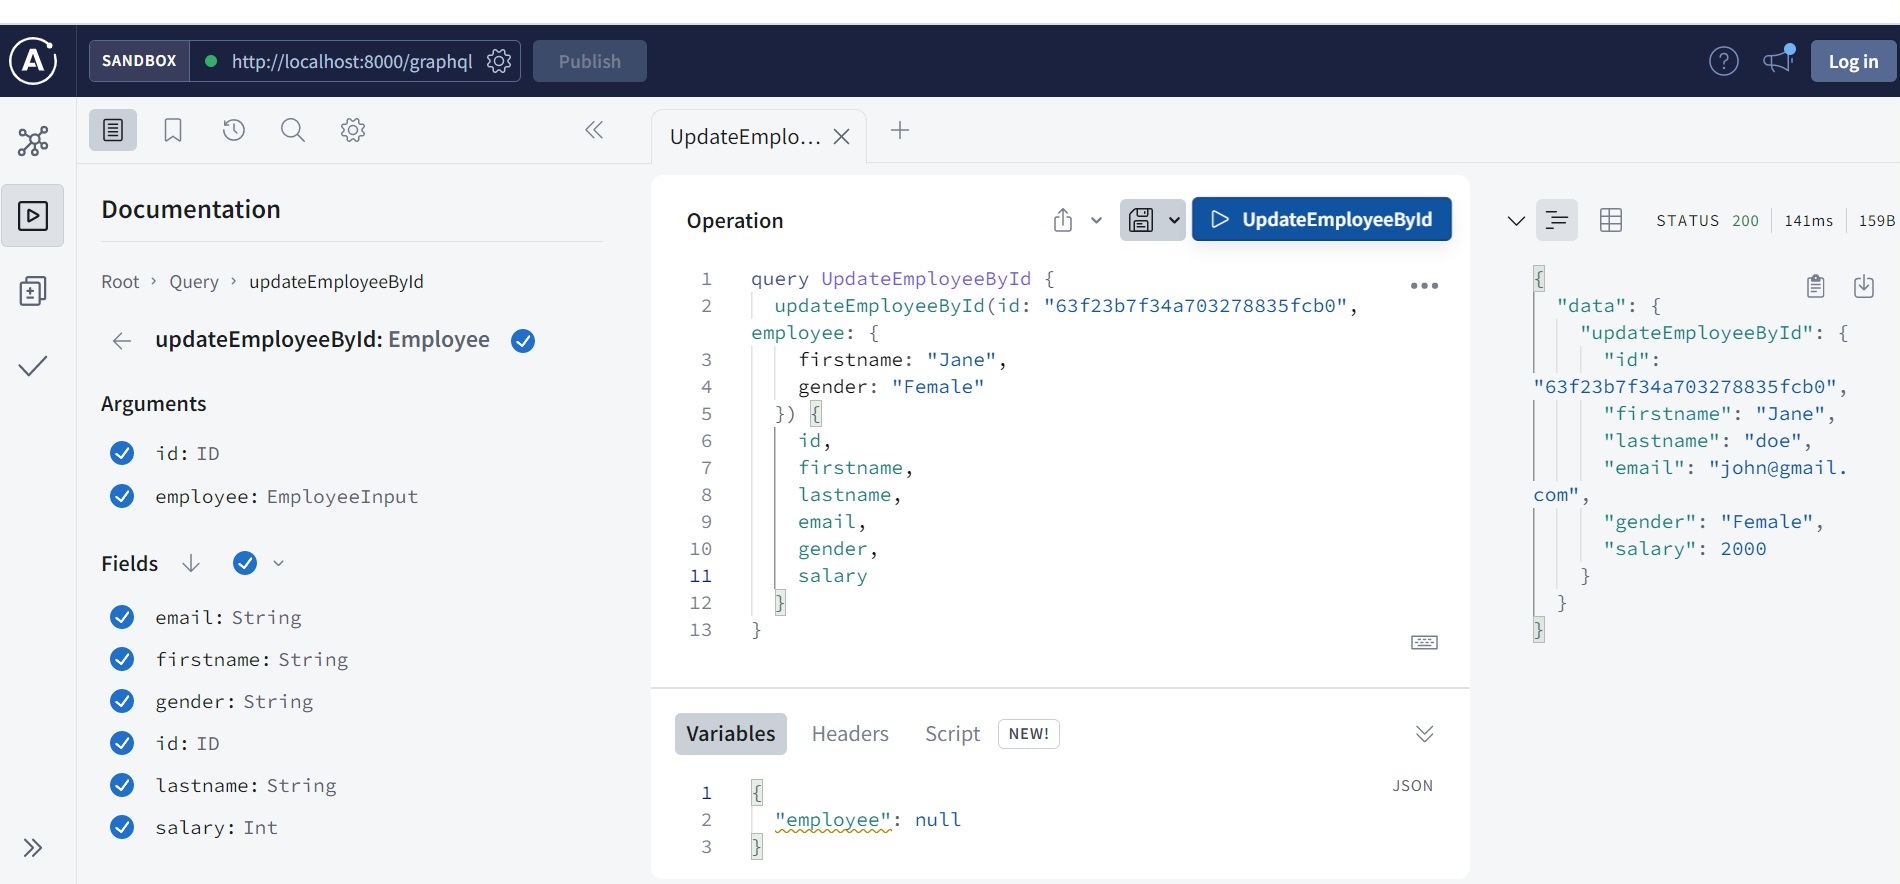 SANDBOX
http://localhost:8000/graphql
Publish
?
Log in
UpdateEmplo...
Documentation
Root › Query › updateEmployeeById
updateEmployeeById: Employee
Arguments
id: ID
employee: EmployeeInput
Fields
email: String
firstname: String
gender: String
id: ID
lastname: String
salary: Int
Operation
UpdateEmployeeById
1 query UpdateEmployeeById {
2 updateEmployeeById(id: "63f23b7f34a703278835fcb0",
employee: {
3 firstname: "Jane",
4 gender: "Female"
5 }) {
6 id,
7 firstname,
8 lastname,
9 email,
10 gender,
11 salary
12 }
13 }
Variables
Headers
Script
NEW!
JSON
1 {
2 "employee": null
3 }
STATUS 200
141ms
159B
{
"data": {
"updateEmployeeById": {
"id":
"63f23b7f34a703278835fcb0",
"firstname": "Jane",
"lastname": "doe",
"email": "john@gmail.
com",
"gender": "Female",
"salary": 2000
}
}
}